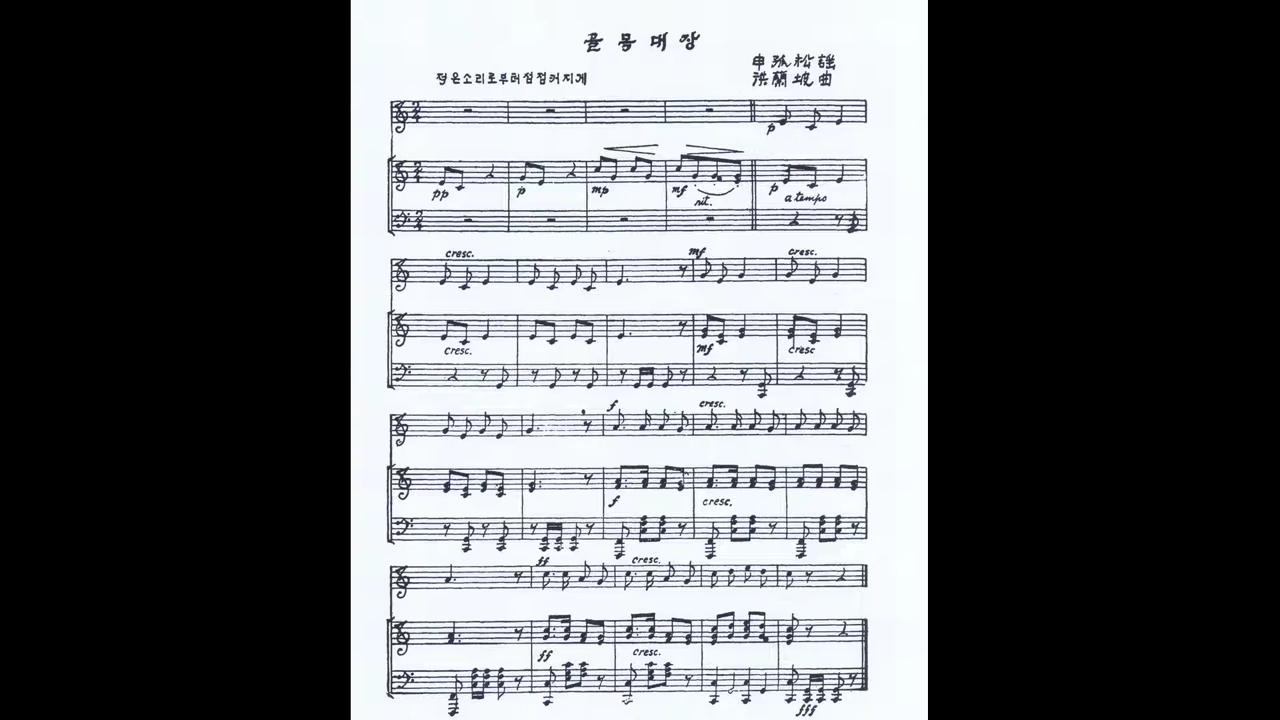 골 목 대 장
申 孤 松 謠
洪 蘭 坡 曲
적은소리로부터점점커지게
p
pp p mp mf rit. p a tempo
cresc. mf cresc.
cresc. mf cresc
f cresc.
f cresc.
ff cresc.
ff cresc.
fff